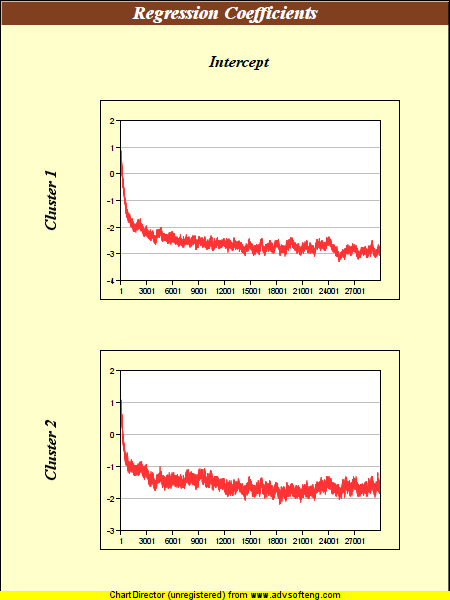 Regression Coefficients
Intercept
Cluster 1
2
1
0
-1
-2
-3
-4
1 3001 6001 9001 12001 15001 18001 21001 24001 27001
Cluster 2
2
1
0
-1
-2
-3
1 3001 6001 9001 12001 15001 18001 21001 24001 27001
ChartDirector (unregistered) from www.advsofteng.com